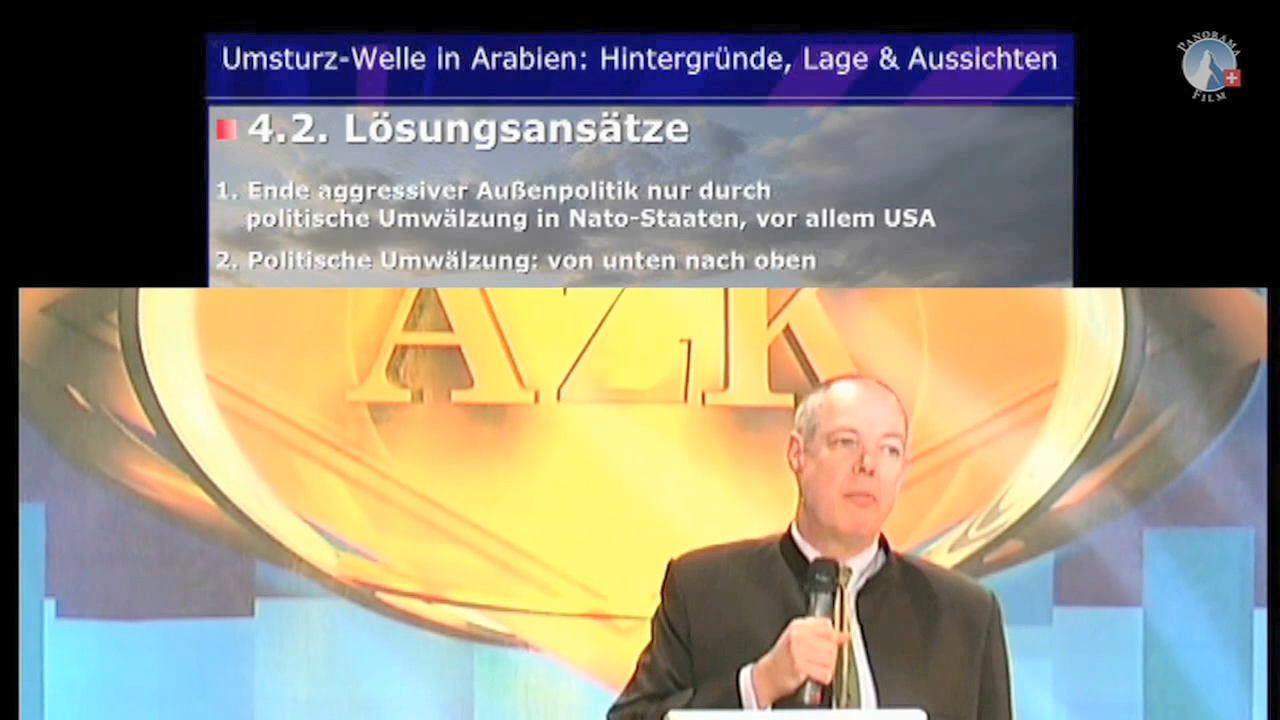 Umsturz-Welle in Arabien: Hintergründe, Lage & Aussichten
PANORAMA
FILM
4.2. Lösungsansätze
1. Ende aggressiver Außenpolitik nur durch
politische Umwälzung in Nato-Staaten, vor allem USA
2. Politische Umwälzung: von unten nach oben
AZK